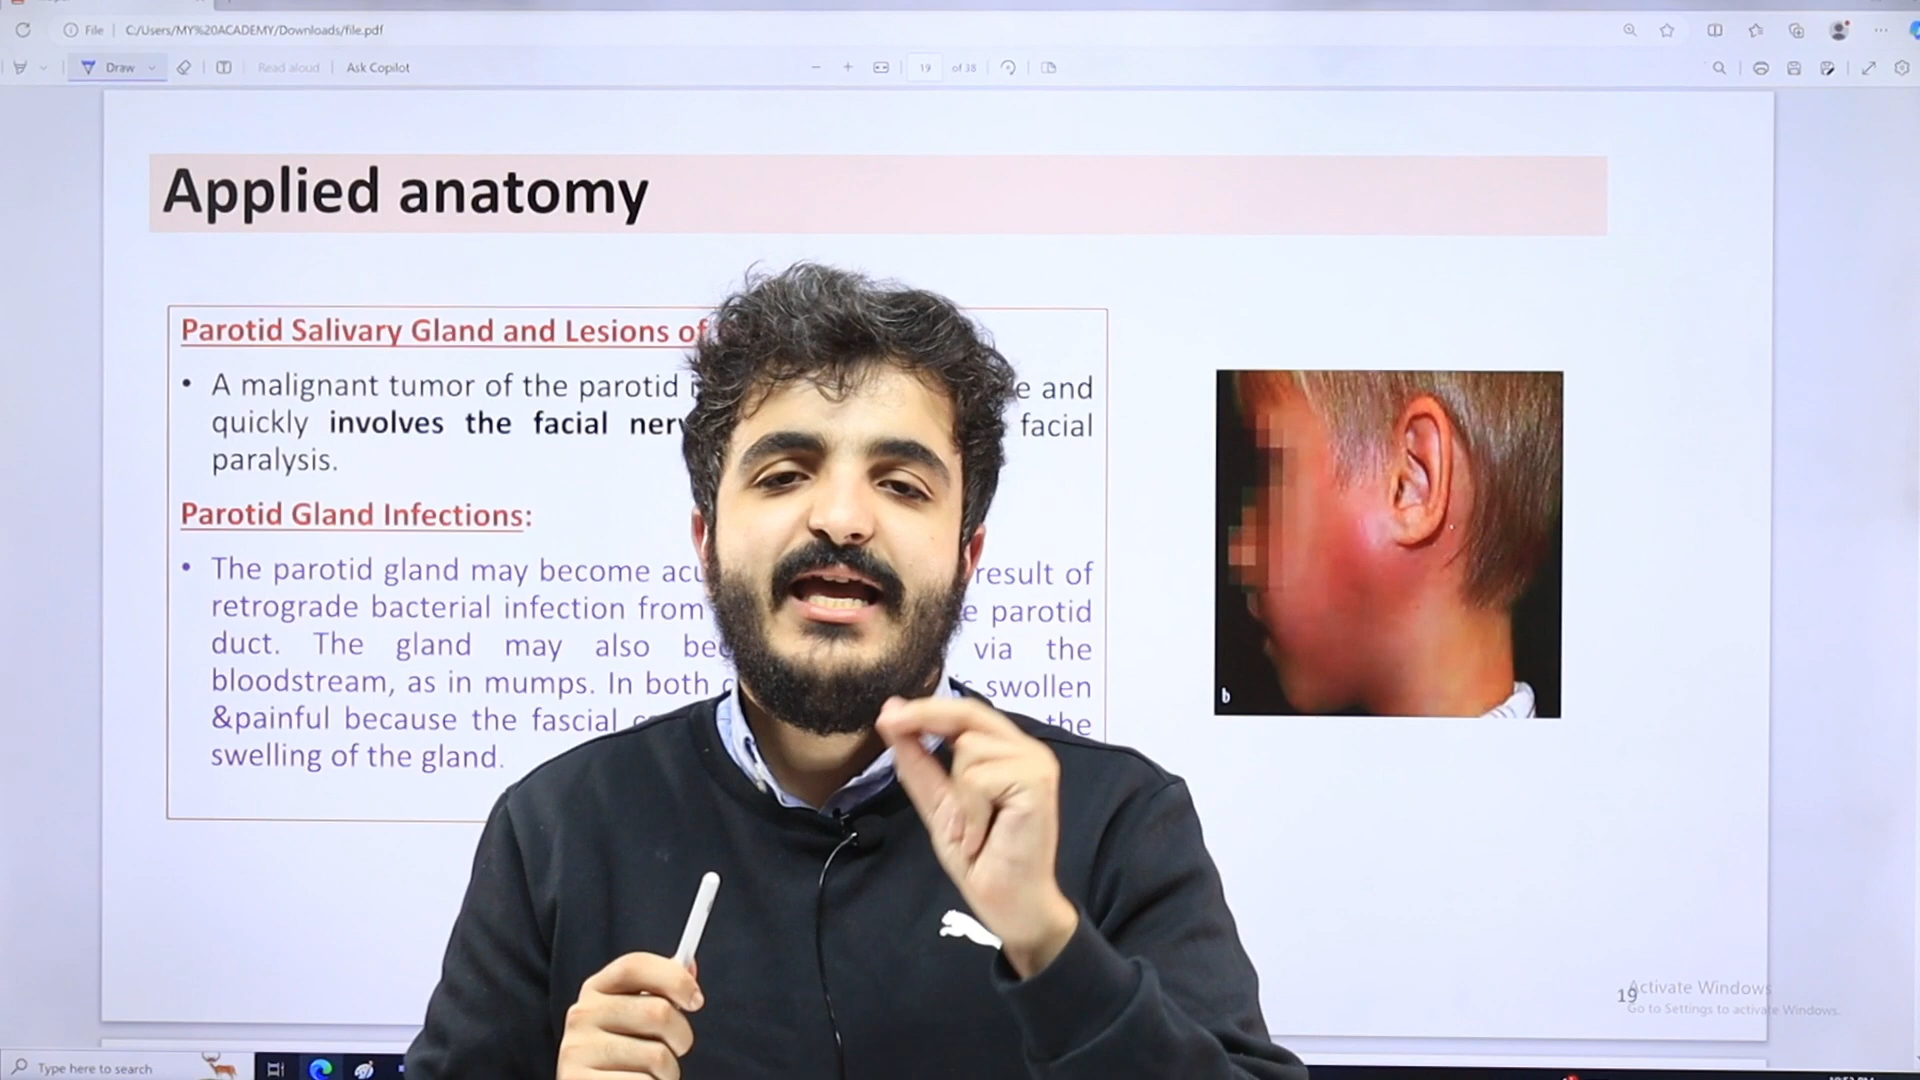 File C:/Users/MY%20ACADEMY/Downloads/file.pdf
Draw Read aloud Ask Copilot 19 of 38
Applied anatomy
Parotid Salivary Gland and Lesions of
• A malignant tumor of the parotid e and
quickly involves the facial nerv facial
paralysis.
Parotid Gland Infections:
• The parotid gland may become acu result of
retrograde bacterial infection from e parotid
duct. The gland may also bec via the
bloodstream, as in mumps. In both swollen
&painful because the fascial the
swelling of the gland.
b
19
Activate Windows
Go to Settings to activate Windows.
Type here to search